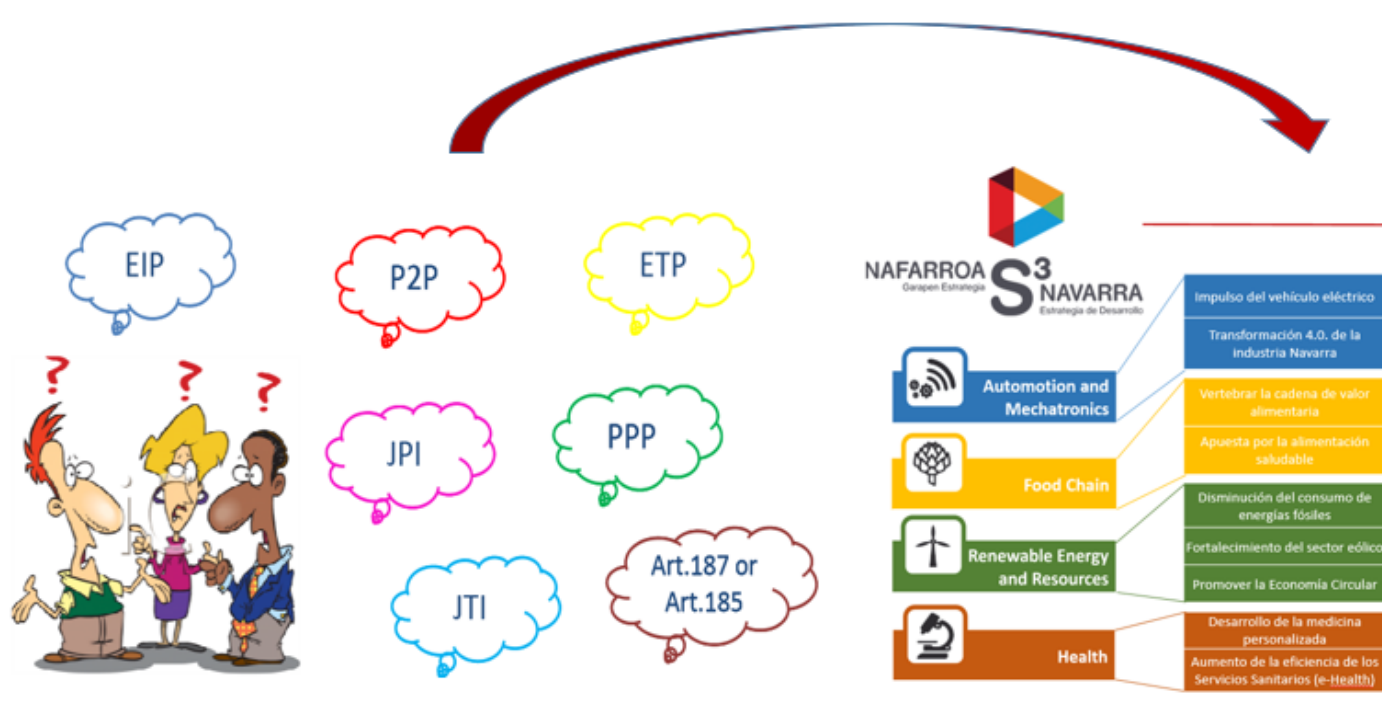 EIP
P2P
ETP
JPI
PPP
JTI
Art.187 or
Art.185
? ? ?
NAFARROA
Garapen Estrategia
S3
NAVARRA
Estrategia de Desarrollo
Automotion and
Mechatronics
Impulso del vehículo eléctrico
Transformación 4.0. de la
industria Navarra
Food Chain
Vertebrar la cadena de valor
alimentaria
Apuesta por la alimentación
saludable
Renewable Energy
and Resources
Disminución del consumo de
energías fósiles
Fortalecimiento del sector eólico
Promover la Economía Circular
Health
Desarrollo de la medicina
personalizada
Aumento de la eficiencia de los
Servicios Sanitarios (e-Health)